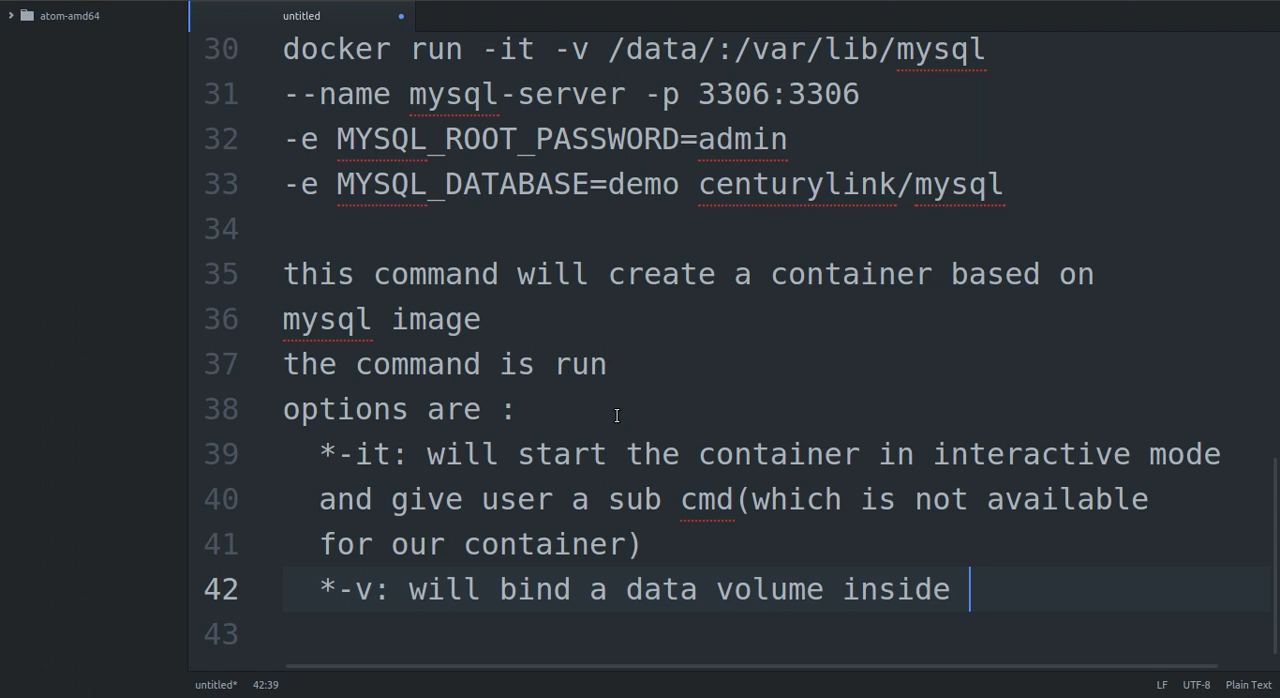 atom-amd64
untitled
30 docker run -it -v /data/:/var/lib/mysql
31 --name mysql-server -p 3306:3306
32 -e MYSQL_ROOT_PASSWORD=admin
33 -e MYSQL_DATABASE=demo centurylink/mysql
34
35 this command will create a container based on
36 mysql image
37 the command is run
38 options are :
39 *-it: will start the container in interactive mode
40 and give user a sub cmd(which is not available
41 for our container)
42 *-v: will bind a data volume inside
43
untitled* 42:39 LF UTF-8 Plain Text